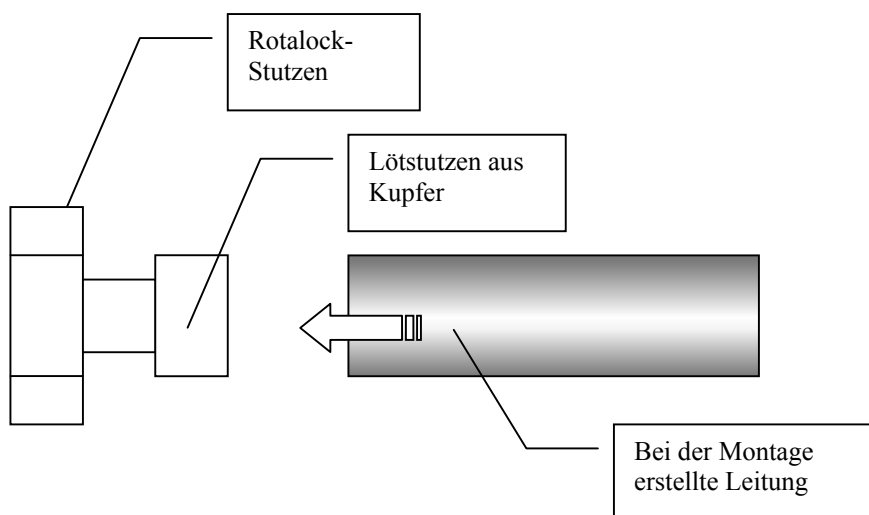 Rotalock-
Stutzen
Lötstutzen aus
Kupfer
Bei der Montage
erstellte Leitung